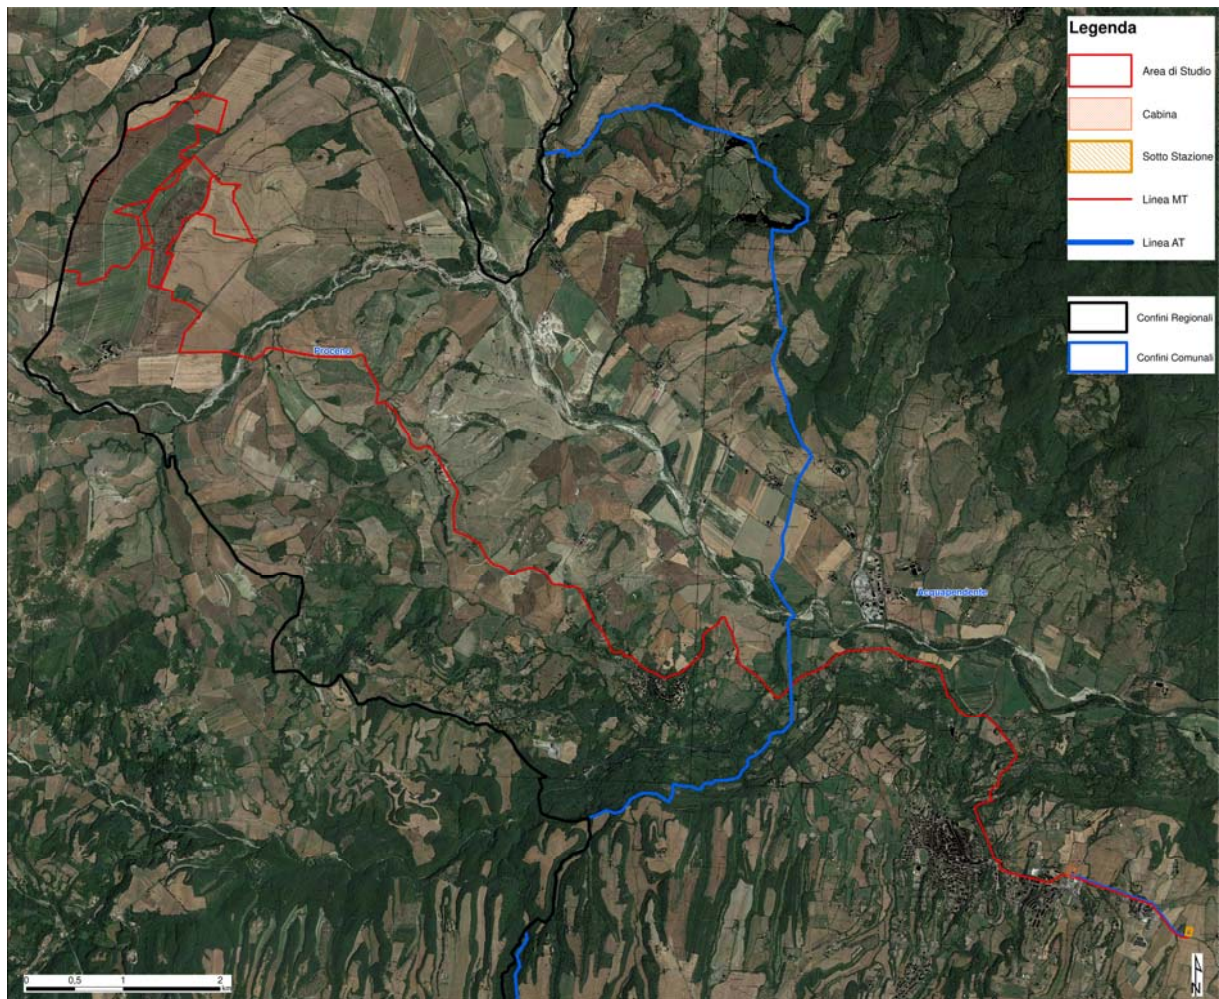 Legenda
Area di Studio
Cabina
Sotto Stazione
Linea MT
Linea AT
Confini Regionali
Confini Comunali
Proceno
Acquapendente
0 0,5 1 2
km
N